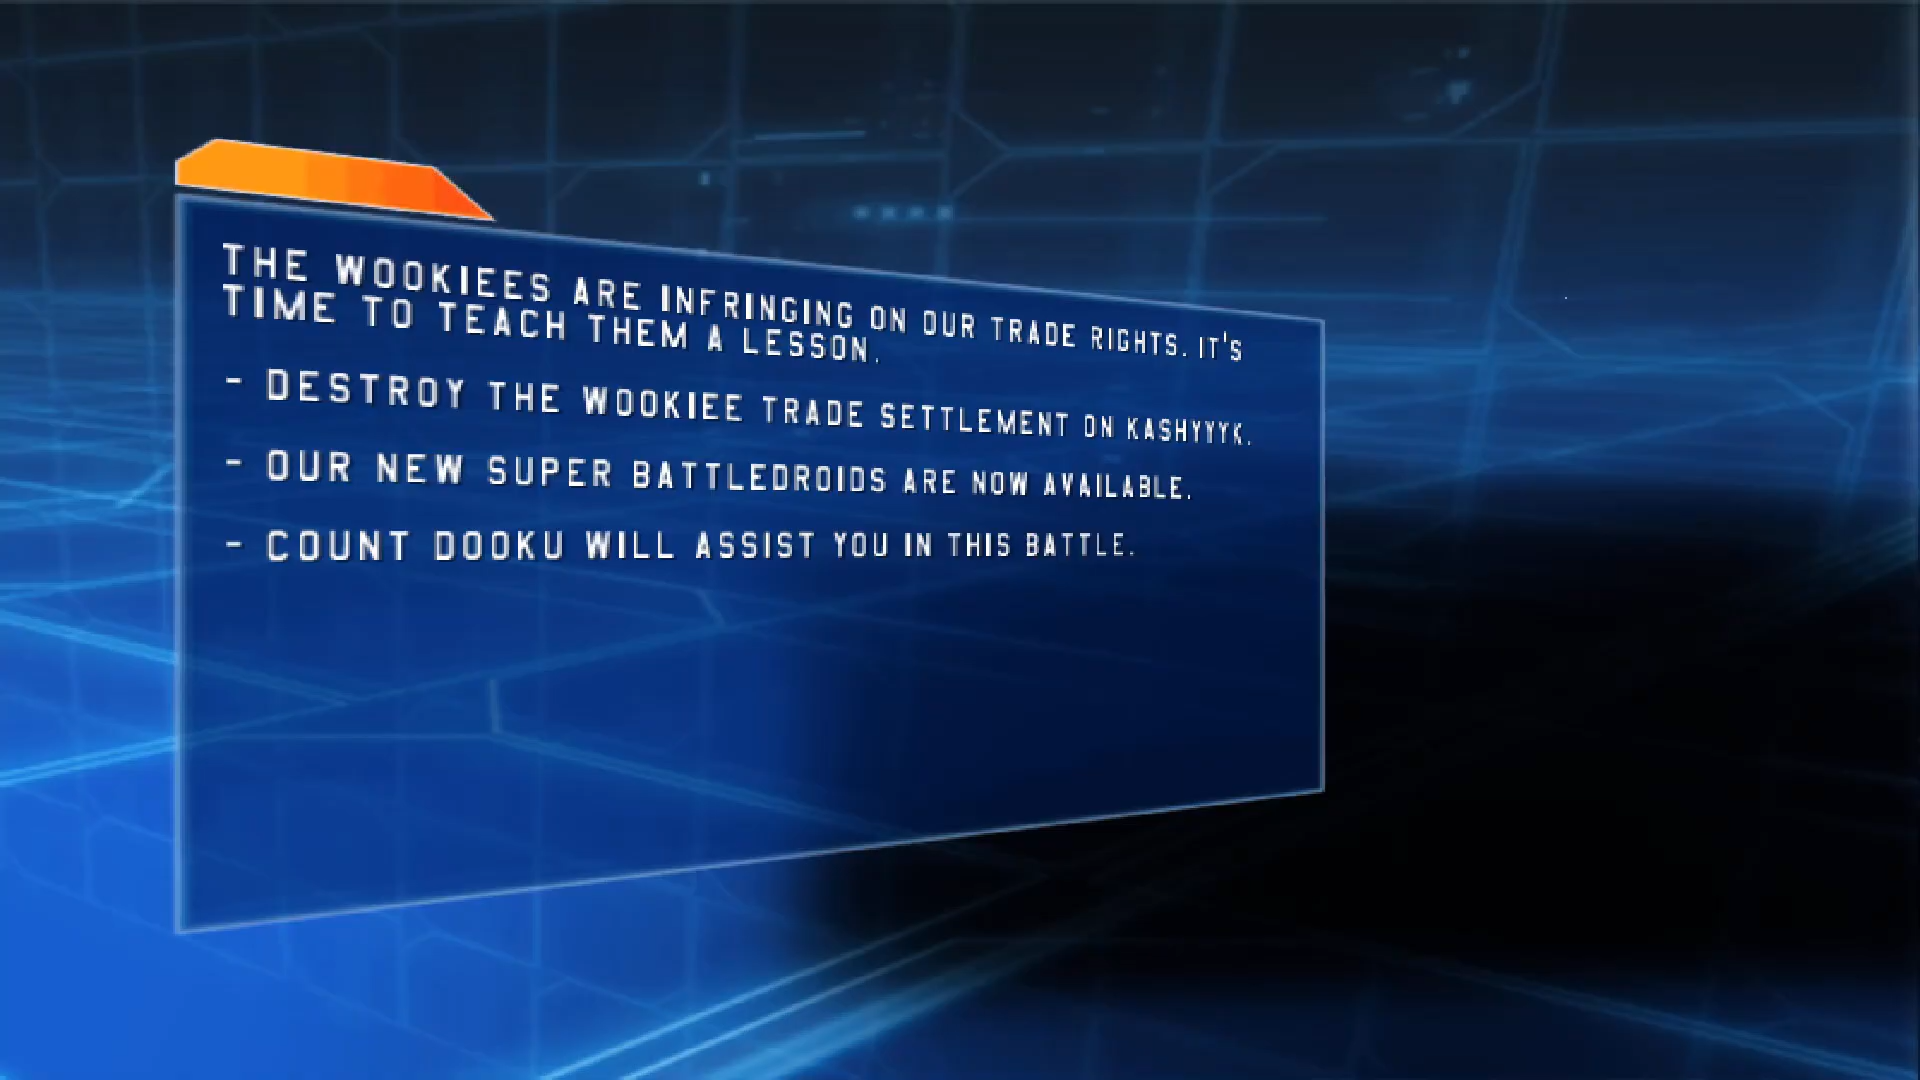 THE WOOKIEES ARE INFRINGING ON OUR TRADE RIGHTS. IT'S
TIME TO TEACH THEM A LESSON.
- DESTROY THE WOOKIEE TRADE SETTLEMENT ON KASHYYYK.
- OUR NEW SUPER BATTLEDROIDS ARE NOW AVAILABLE.
- COUNT DOOKU WILL ASSIST YOU IN THIS BATTLE.